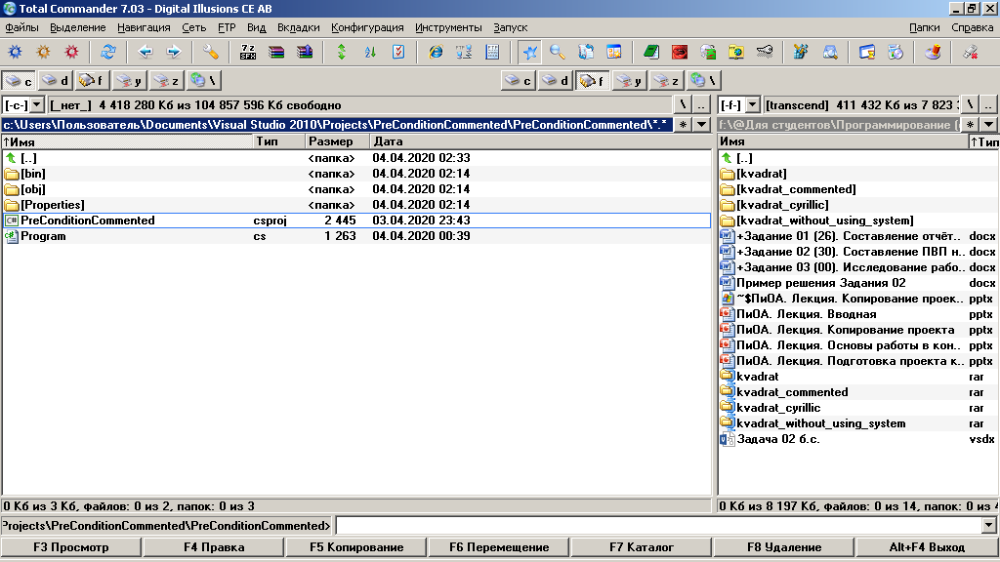 Total Commander 7.03 - Digital Illusions CE AB
Файлы Выделение Навигация Сеть FTP Вид Вкладки Конфигурация Инструменты Запуск Папки Справка
c d f y z \ c d f y z \
[-c-] [_нет_] 4 418 280 Кб из 104 857 596 Кб свободно \ .. [-f-] [transcend] 411 432 Кб из 7 823 \ ..
c:\Users\Пользователь\Documents\Visual Studio 2010\Projects\PreConditionCommented\PreConditionCommented\*.* * f:\@Для студентов\Программирование *
↑Имя Тип Размер Дата Имя ↑Тип
[..] <папка> 04.04.2020 02:33 [..]
[bin] <папка> 04.04.2020 02:14 [kvadrat]
[obj] <папка> 04.04.2020 02:14 [kvadrat_commented]
[Properties] <папка> 04.04.2020 02:14 [kvadrat_cyrillic]
PreConditionCommented csproj 2 445 03.04.2020 23:43 [kvadrat_without_using_system]
Program cs 1 263 04.04.2020 00:39 +Задание 01 (26). Составление отчёт.. docx
+Задание 02 (30). Составление ПВП н.. docx
+Задание 03 (00). Исследование рабо.. docx
Пример решения Задания 02 docx
~$ПиОА. Лекция. Копирование проек.. pptx
ПиОА. Лекция. Вводная pptx
ПиОА. Лекция. Копирование проекта pptx
ПиОА. Лекция. Основы работы в кон.. pptx
ПиОА. Лекция. Подготовка проекта к.. pptx
kvadrat rar
kvadrat_commented rar
kvadrat_cyrillic rar
kvadrat_without_using_system rar
Задача 02 б.с. vsdx
0 Кб из 3 Кб, файлов: 0 из 2, папок: 0 из 3 0 Кб из 8 197 Кб, файлов: 0 из 14, папок: 0 из 4
Projects\PreConditionCommented\PreConditionCommented>
F3 Просмотр F4 Правка F5 Копирование F6 Перемещение F7 Каталог F8 Удаление Alt+F4 Выход